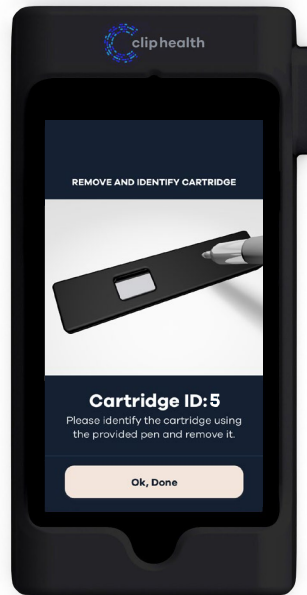 cliphealth
REMOVE AND IDENTIFY CARTRIDGE
Cartridge ID:5
Please identify the cartridge using
the provided pen and remove it.
Ok, Done